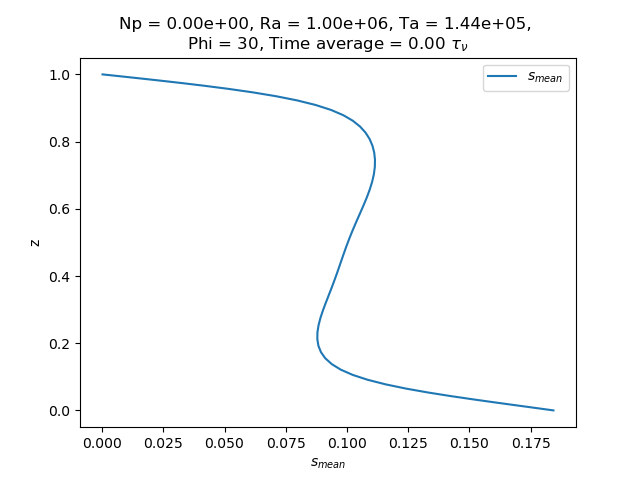 Np = 0.00e+00, Ra = 1.00e+06, Ta = 1.44e+05,
Phi = 30, Time average = 0.00 τν
s_mean
1.0
0.8
0.6
0.4
0.2
0.0
z
0.000 0.025 0.050 0.075 0.100 0.125 0.150 0.175
s_mean